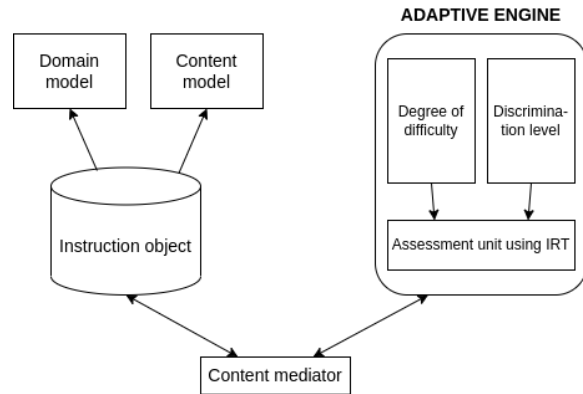 ADAPTIVE ENGINE
Domain
model
Content
model
Degree of
difficulty
Discrimina-
tion level
Instruction object
Assessment unit using IRT
Content mediator